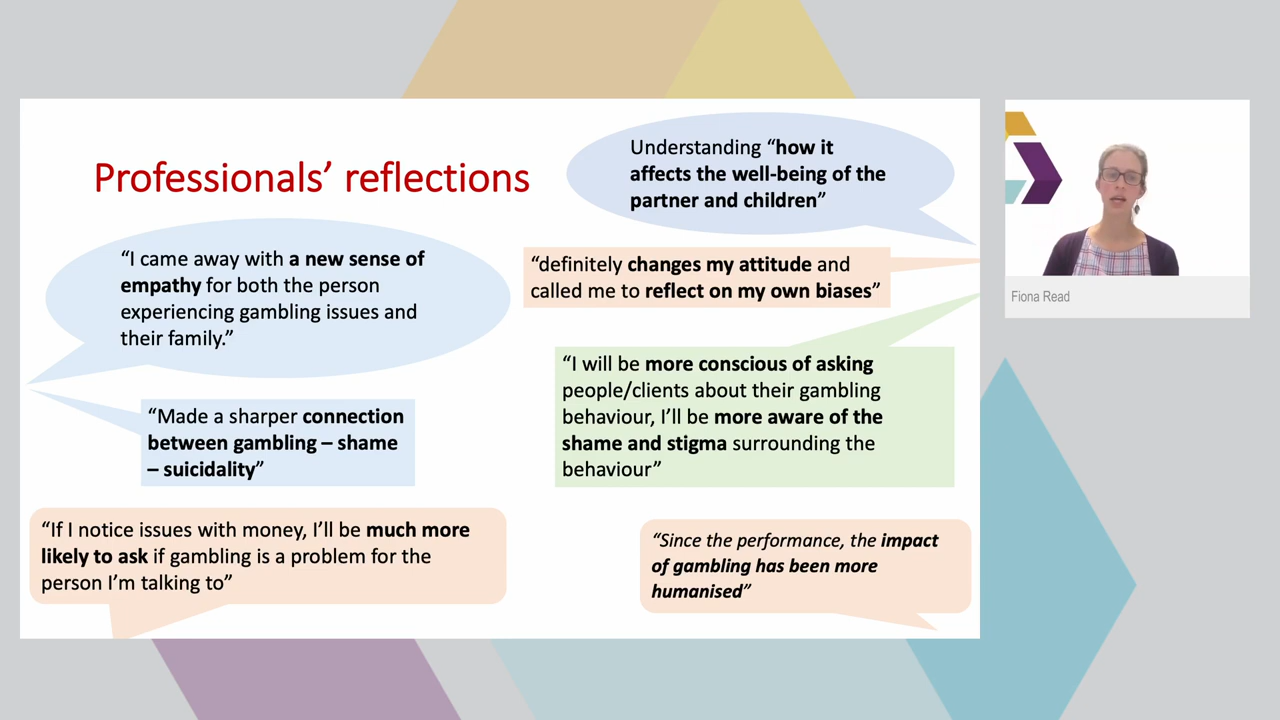 Professionals’ reflections
Understanding “how it
affects the well-being of the
partner and children”
“I came away with a new sense of
empathy for both the person
experiencing gambling issues and
their family.”
“definitely changes my attitude and
called me to reflect on my own biases”
“I will be more conscious of asking
people/clients about their gambling
behaviour, I’ll be more aware of the
shame and stigma surrounding the
behaviour”
“Made a sharper connection
between gambling – shame
– suicidality”
“If I notice issues with money, I’ll be much more
likely to ask if gambling is a problem for the
person I’m talking to”
“Since the performance, the impact
of gambling has been more
humanised”
Fiona Read